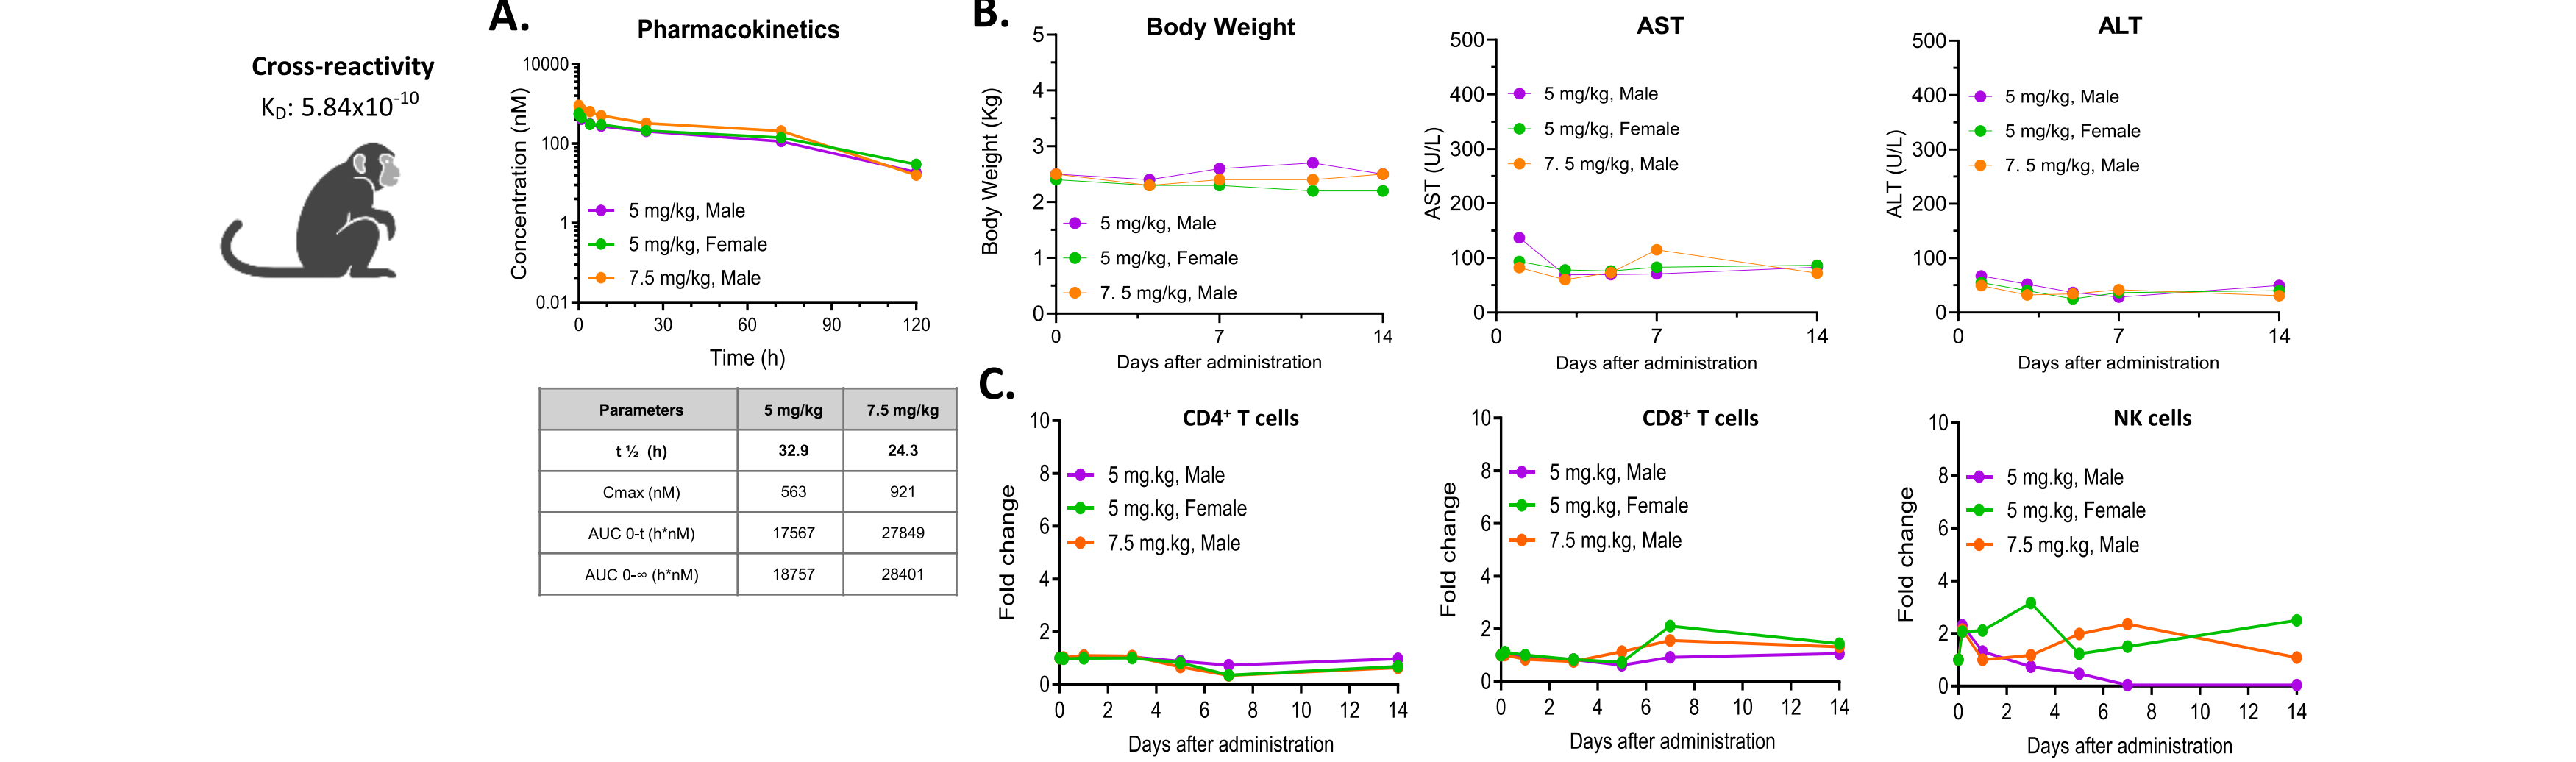 Cross-reactivity
KD: 5.84x10-10
A.
Pharmacokinetics
Concentration (nM)
10000
100
1
0.01
5 mg/kg, Male
5 mg/kg, Female
7.5 mg/kg, Male
0 30 60 90 120
Time (h)
Parameters 5 mg/kg 7.5 mg/kg
t ½ (h) 32.9 24.3
Cmax (nM) 563 921
AUC 0-t (h*nM) 17567 27849
AUC 0-∞ (h*nM) 18757 28401
B.
Body Weight
Body Weight (Kg)
5
4
3
2
1
0
5 mg/kg, Male
5 mg/kg, Female
7. 5 mg/kg, Male
0 7 14
Days after administration
AST
AST (U/L)
500
400
300
200
100
0
5 mg/kg, Male
5 mg/kg, Female
7. 5 mg/kg, Male
0 7 14
Days after administration
ALT
ALT (U/L)
500
400
300
200
100
0
5 mg/kg, Male
5 mg/kg, Female
7. 5 mg/kg, Male
0 7 14
Days after administration
C.
CD4+ T cells
Fold change
10
8
6
4
2
0
5 mg.kg, Male
5 mg.kg, Female
7.5 mg.kg, Male
0 2 4 6 8 10 12 14
Days after administration
CD8+ T cells
Fold change
10
8
6
4
2
0
5 mg.kg, Male
5 mg.kg, Female
7.5 mg.kg, Male
0 2 4 6 8 10 12 14
Days after administration
NK cells
Fold change
10
8
6
4
2
0
5 mg.kg, Male
5 mg.kg, Female
7.5 mg.kg, Male
0 2 4 6 8 10 12 14
Days after administration